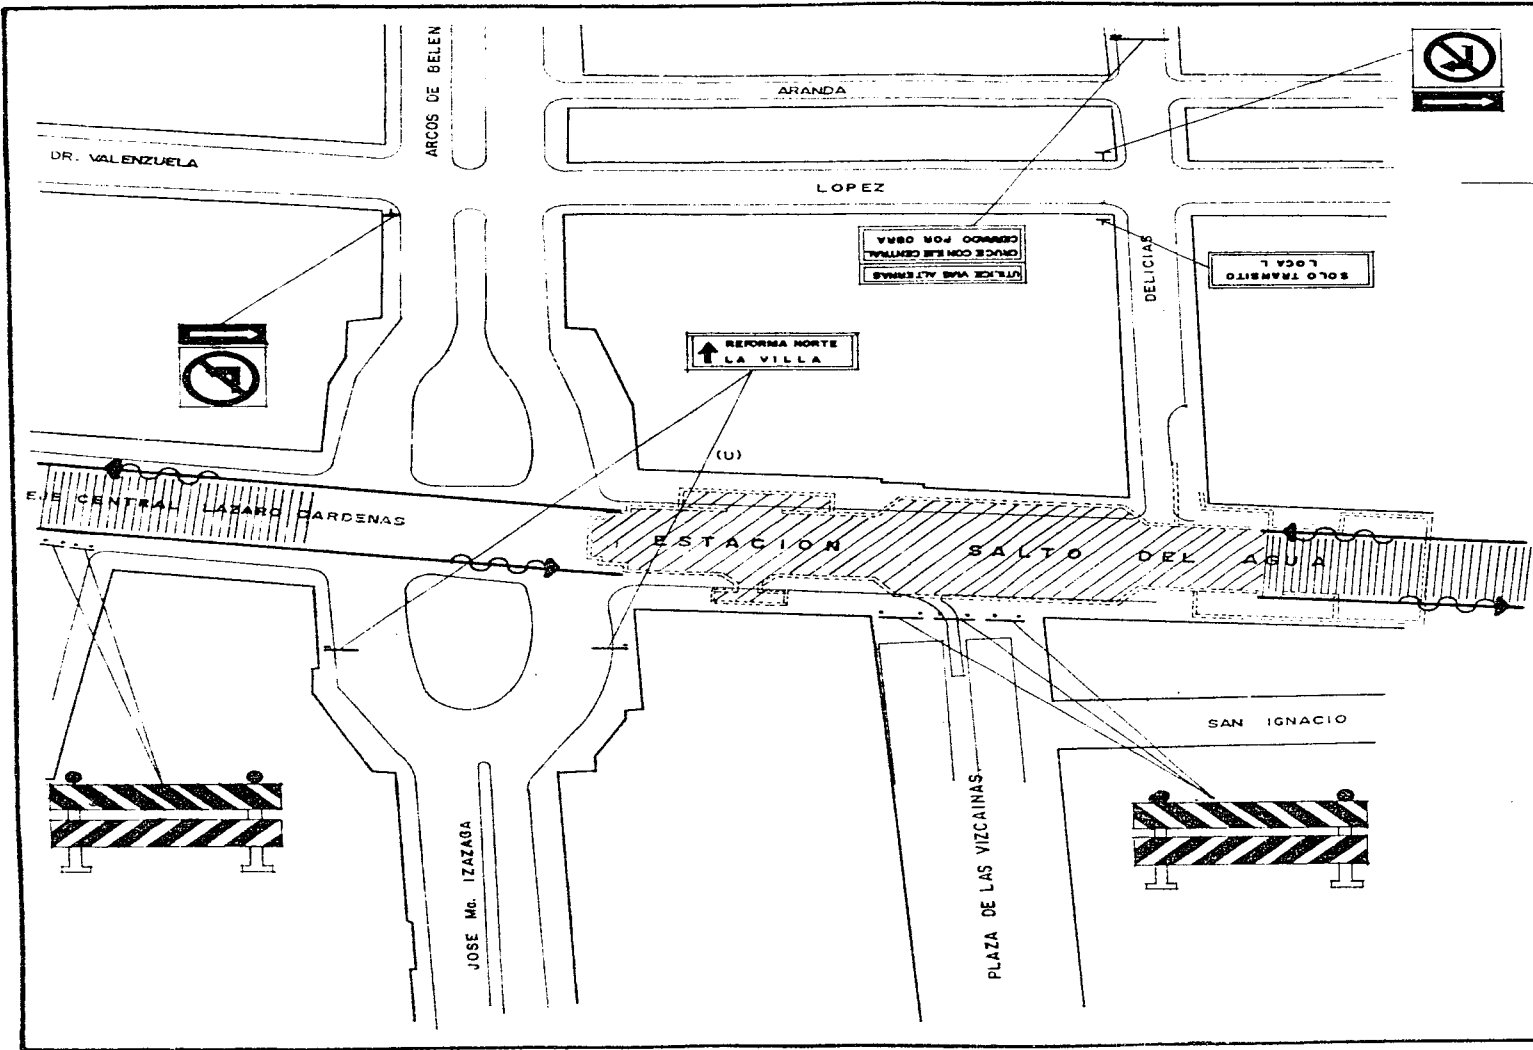 ARCOS DE BELEN
ARANDA
DR. VALENZUELA
LOPEZ
UTILICE VIAS ALTERNAS
CRUCE CON EJE CENTRAL
CERRADO POR OBRA
DELICIAS
SOLO TRANSITO
LOCAL
REFORMA NORTE
LA VILLA
(U)
EJE CENTRAL LAZARO CARDENAS
ESTACION SALTO DEL AGUA
SAN IGNACIO
JOSE Ma. IZAZAGA
PLAZA DE LAS VIZCAINAS